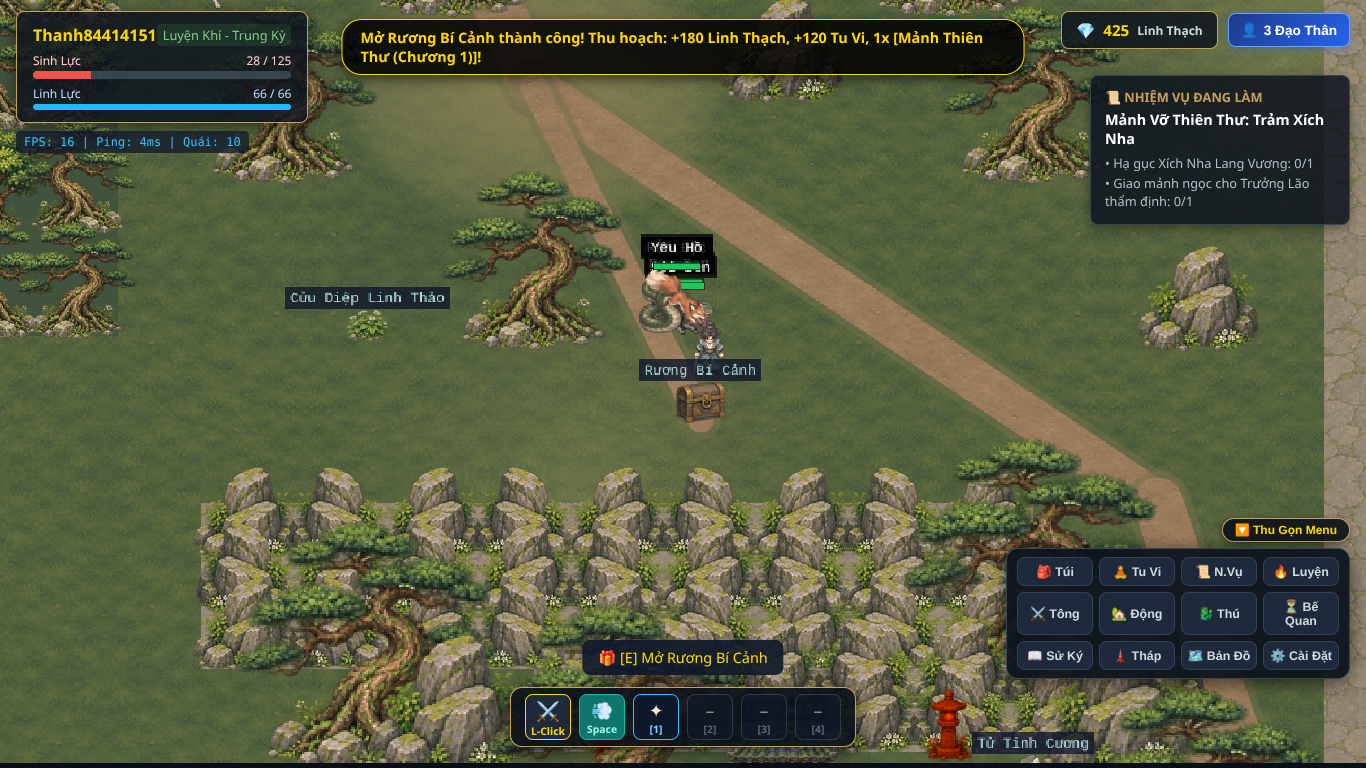 Thanh84414151 Luyện Khí - Trung Kỳ
Sinh Lực 28 / 125
Linh Lực 66 / 66
FPS: 16 | Ping: 4ms | Quái: 10
Mở Rương Bí Cảnh thành công! Thu hoạch: +180 Linh Thạch, +120 Tu Vi, 1x [Mảnh Thiên
Thư (Chương 1)]!
425 Linh Thạch
3 Đạo Thân
NHIỆM VỤ ĐANG LÀM
Mảnh Vỡ Thiên Thư: Trảm Xích
Nha
• Hạ gục Xích Nha Lang Vương: 0/1
• Giao mảnh ngọc cho Trưởng Lão
thẩm định: 0/1
Yêu Hồ
Cửu Diệp Linh Thảo
Rương Bí Cảnh
Thu Gọn Menu
Túi Tu Vi N.Vụ Luyện
Tông Động Thú Bế
Quan
Sử Ký Tháp Bản Đồ Cài Đặt
[E] Mở Rương Bí Cảnh
L-Click Space [1] [2] [3] [4]
Tử Tinh Cương